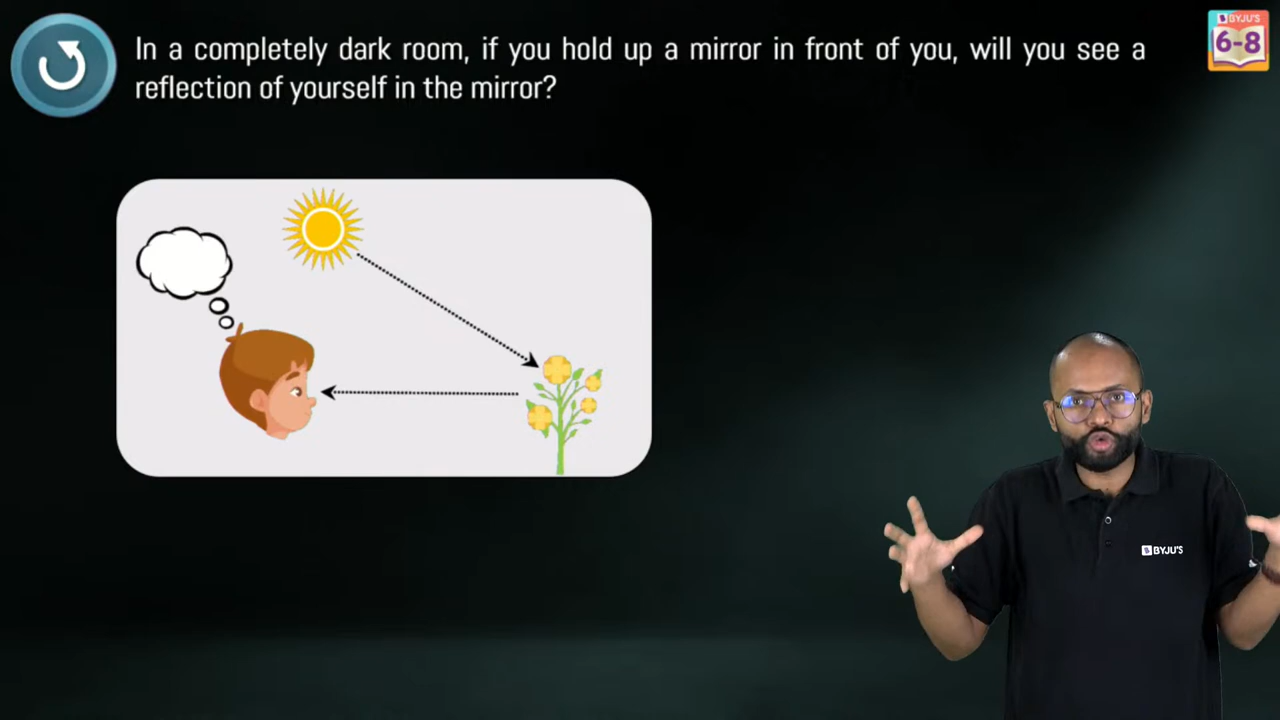 In a completely dark room, if you hold up a mirror in front of you, will you see a
reflection of yourself in the mirror?
BYJU'S
6-8
BYJU'S